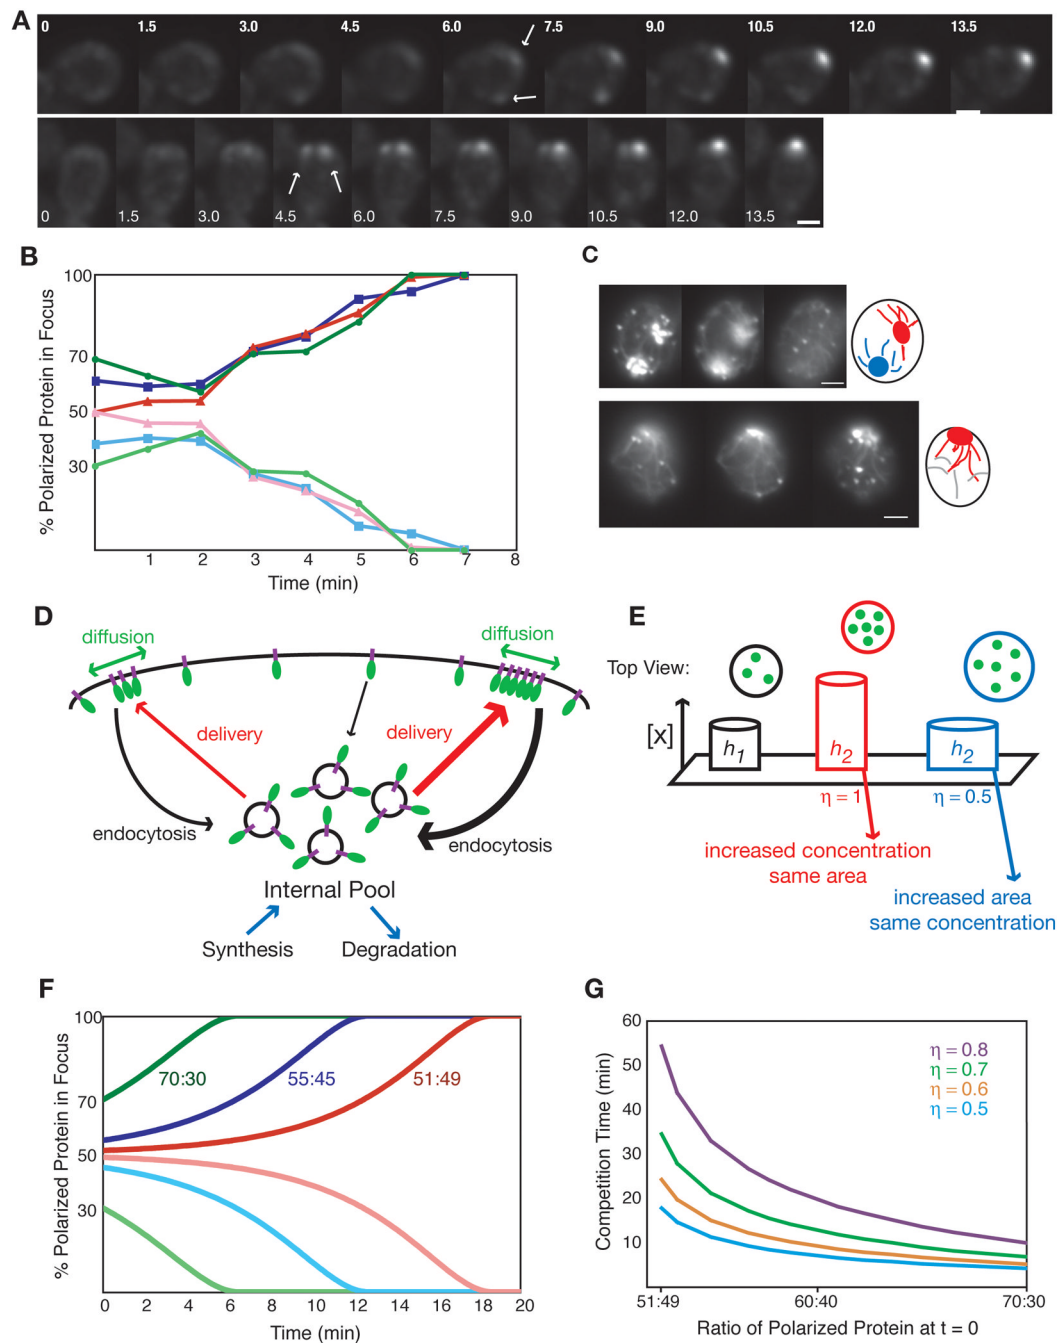 A
0 1.5 3.0 4.5 6.0 7.5 9.0 10.5 12.0 13.5
0 1.5 3.0 4.5 6.0 7.5 9.0 10.5 12.0 13.5
B
% Polarized Protein in Focus
100
70
50
30
1 2 3 4 5 6 7 8
Time (min)
C
D
diffusion
diffusion
delivery
delivery
endocytosis
endocytosis
Internal Pool
Synthesis
Degradation
E
Top View:
[x]
h1
h2
h2
η = 1
η = 0.5
increased concentration
same area
increased area
same concentration
F
% Polarized Protein in Focus
100
70
50
30
70:30
55:45
51:49
0 2 4 6 8 10 12 14 16 18 20
Time (min)
G
Competition Time (min)
60
50
40
30
20
10
η = 0.8
η = 0.7
η = 0.6
η = 0.5
51:49 60:40 70:30
Ratio of Polarized Protein at t = 0